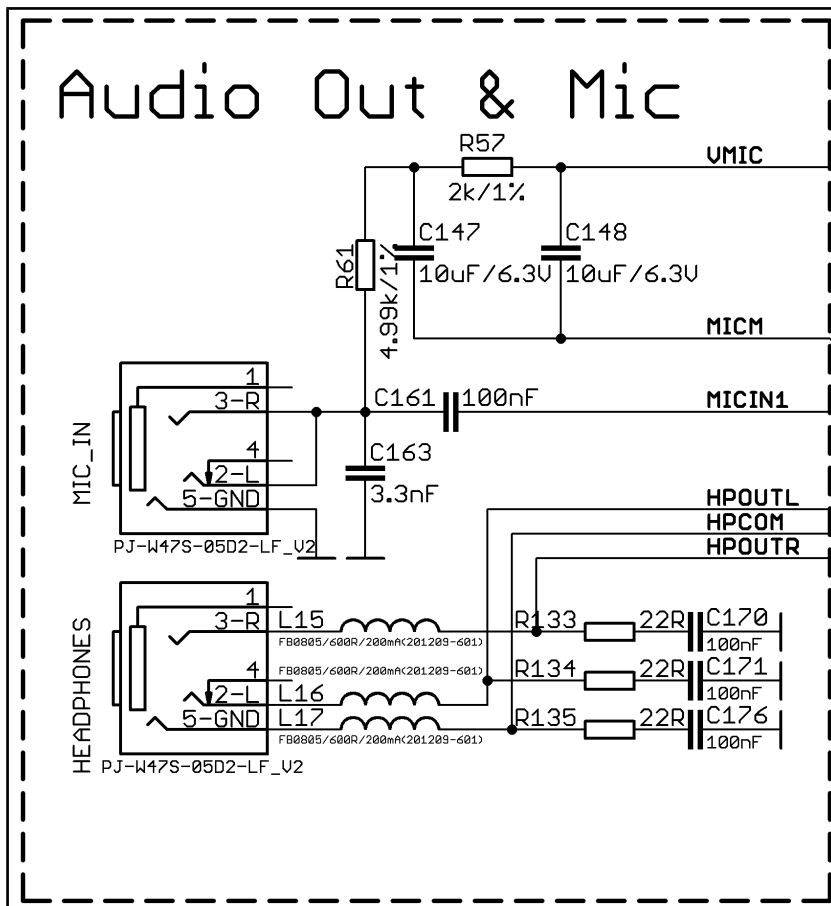 Audio Out & Mic
R57
VMIC
2k/1%
R61
4.99k/1%
C147
10uF/6.3V
C148
10uF/6.3V
MICM
1
3-R
C161
100nF
MICIN1
4
2-L
5-GND
C163
3.3nF
MIC_IN
PJ-W47S-05D2-LF_V2
HPOUTL
HPCOM
HPOUTR
1
3-R
L15
FB0805/600R/200mA(201209-601)
R133
22R
C170
100nF
FB0805/600R/200mA(201209-601)
4
2-L
L16
R134
22R
C171
100nF
5-GND
L17
FB0805/600R/200mA(201209-601)
R135
22R
C176
100nF
HEADPHONES
PJ-W47S-05D2-LF_V2